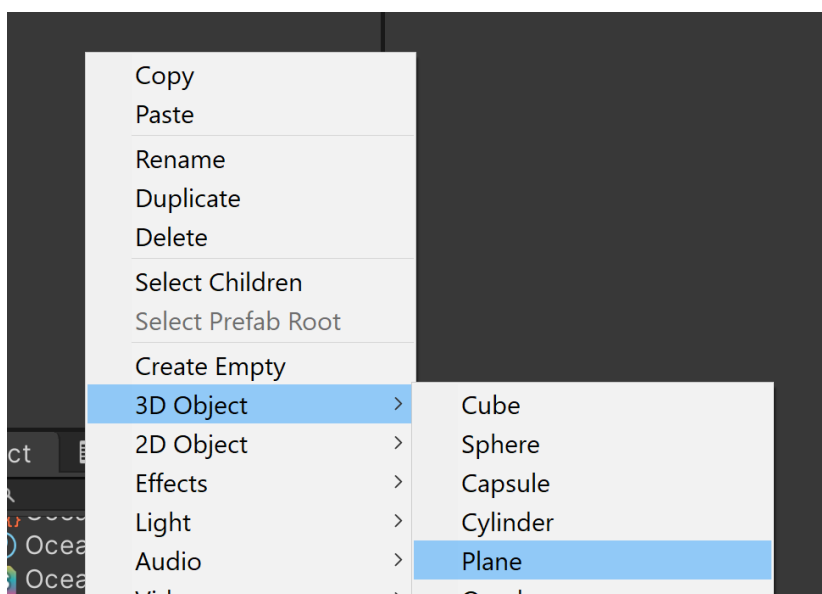 Copy
Paste
Rename
Duplicate
Delete
Select Children
Select Prefab Root
Create Empty
3D Object
2D Object
Effects
Light
Audio
Cube
Sphere
Capsule
Cylinder
Plane
ct
Ocea
Ocea